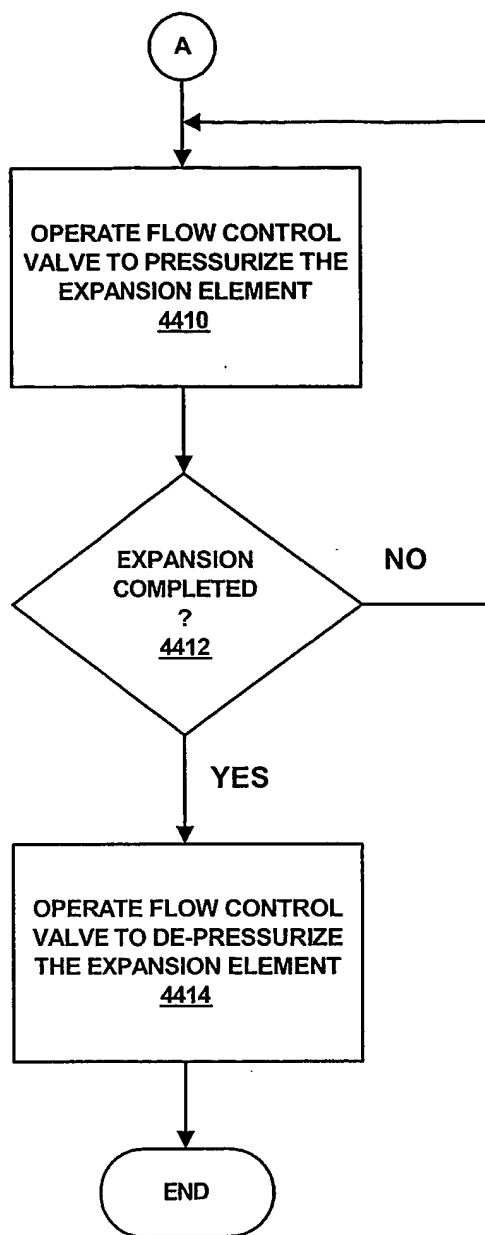 A
OPERATE FLOW CONTROL
VALVE TO PRESSURIZE THE
EXPANSION ELEMENT
4410
EXPANSION
COMPLETED
?
4412
NO
YES
OPERATE FLOW CONTROL
VALVE TO DE-PRESSURIZE
THE EXPANSION ELEMENT
4414
END